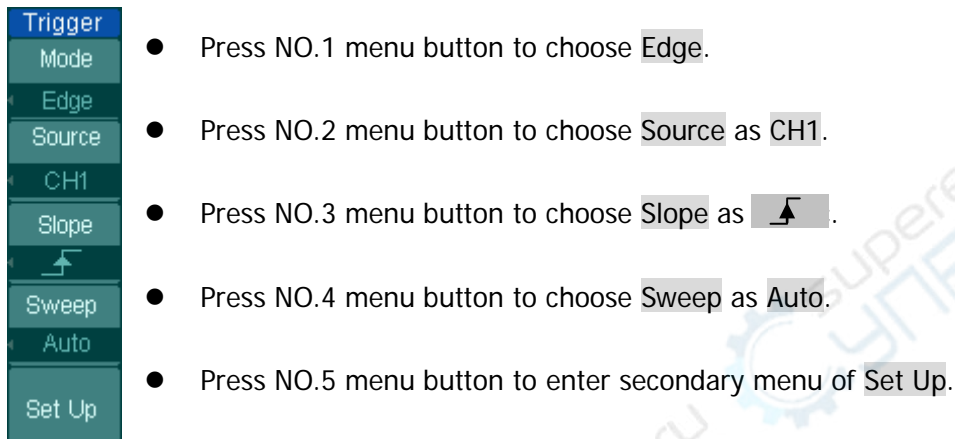 Trigger
Mode
Edge
Source
CH1
Slope
Sweep
Auto
Set Up
● Press NO.1 menu button to choose Edge.
● Press NO.2 menu button to choose Source as CH1.
● Press NO.3 menu button to choose Slope as .
● Press NO.4 menu button to choose Sweep as Auto.
● Press NO.5 menu button to enter secondary menu of Set Up.